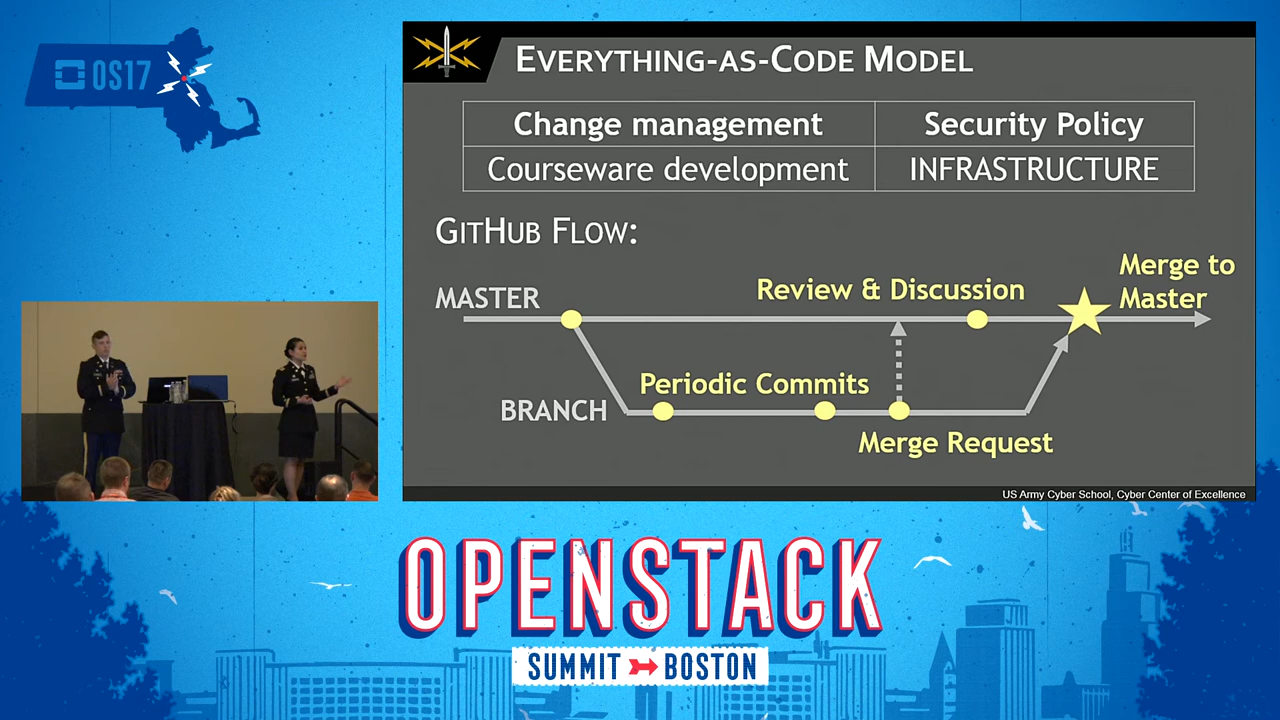 OS17
EVERYTHING-AS-CODE MODEL
Change management
Security Policy
Courseware development
INFRASTRUCTURE
GITHUB FLOW:
MASTER
Review & Discussion
Merge to
Master
Periodic Commits
BRANCH
Merge Request
US Army Cyber School, Cyber Center of Excellence
OPENSTACK
SUMMIT BOSTON